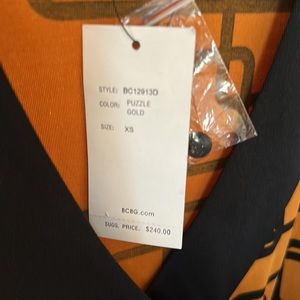 STYLE: BC12913D
COLOR: PUZZLE
GOLD
SIZE: XS
BCBG.com
SUGG. PRICE. $240.00